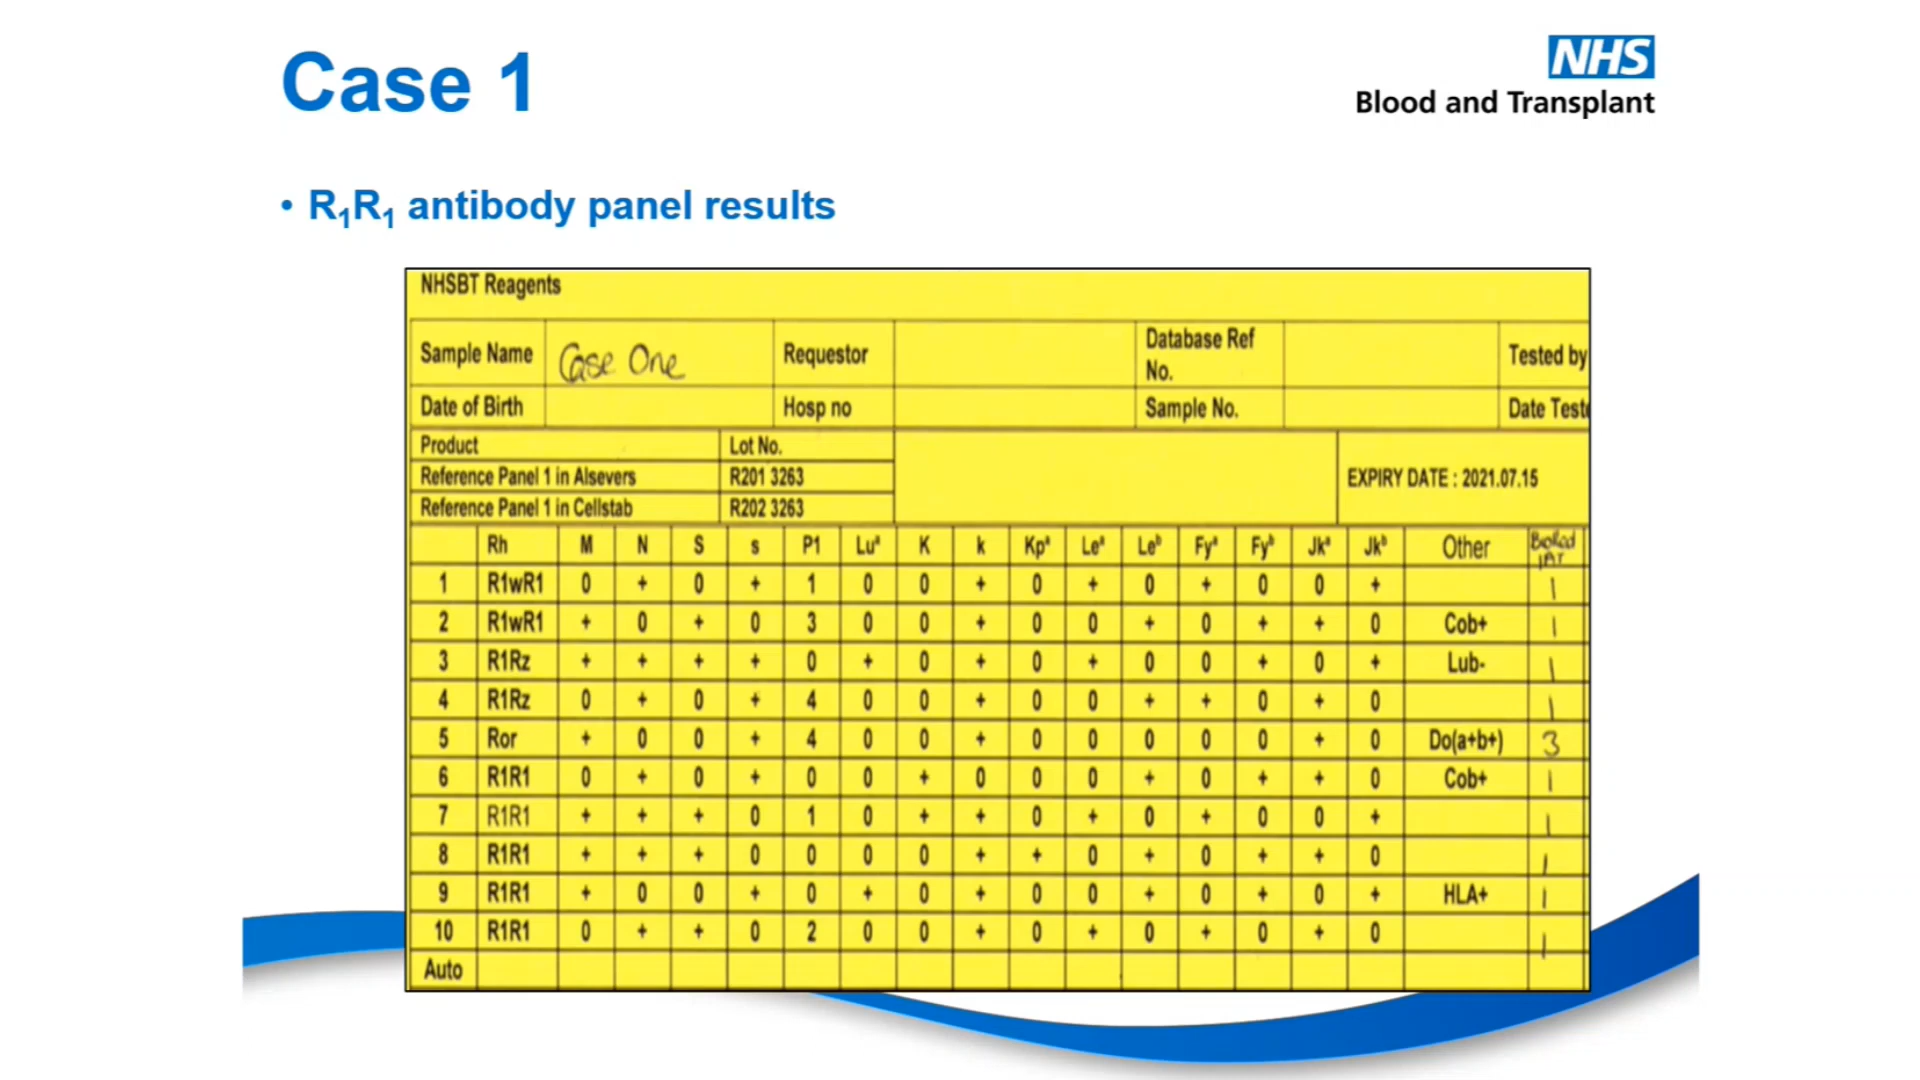 Case 1
NHS
Blood and Transplant
• R1R1 antibody panel results
NHSBT Reagents
Sample Name Case One Requestor Database Ref No. Tested by
Date of Birth Hosp no Sample No. Date Teste
Product Lot No.
Reference Panel 1 in Alsevers R201 3263 EXPIRY DATE : 2021.07.15
Reference Panel 1 in Cellstab R202 3263
Rh M N S s P1 Luª K k Kpª Leª Leᵇ Fyª Fyᵇ Jkª Jkᵇ Other Boiled IAT
1 R1wR1 0 + 0 + 1 0 0 + 0 + 0 + 0 0 + 1
2 R1wR1 + 0 + 0 3 0 0 + 0 0 + 0 + + 0 Cob+ 1
3 R1Rz + + + + 0 + 0 + 0 + 0 0 + 0 + Lub- 1
4 R1Rz 0 + 0 + 4 0 0 + 0 0 + + 0 + 0 1
5 Ror + 0 0 + 4 0 0 + 0 0 0 0 0 + 0 Do(a+b+) 3
6 R1R1 0 + 0 + 0 0 + 0 0 0 + 0 + + 0 Cob+ 1
7 R1R1 + + + 0 1 0 + + 0 + 0 + 0 0 + 1
8 R1R1 + + + 0 0 0 0 + + 0 + 0 + + 0 1
9 R1R1 + 0 0 + 0 + 0 + 0 0 + 0 + 0 + HLA+ 1
10 R1R1 0 + + 0 2 0 0 + 0 + 0 + 0 + 0 1
Auto